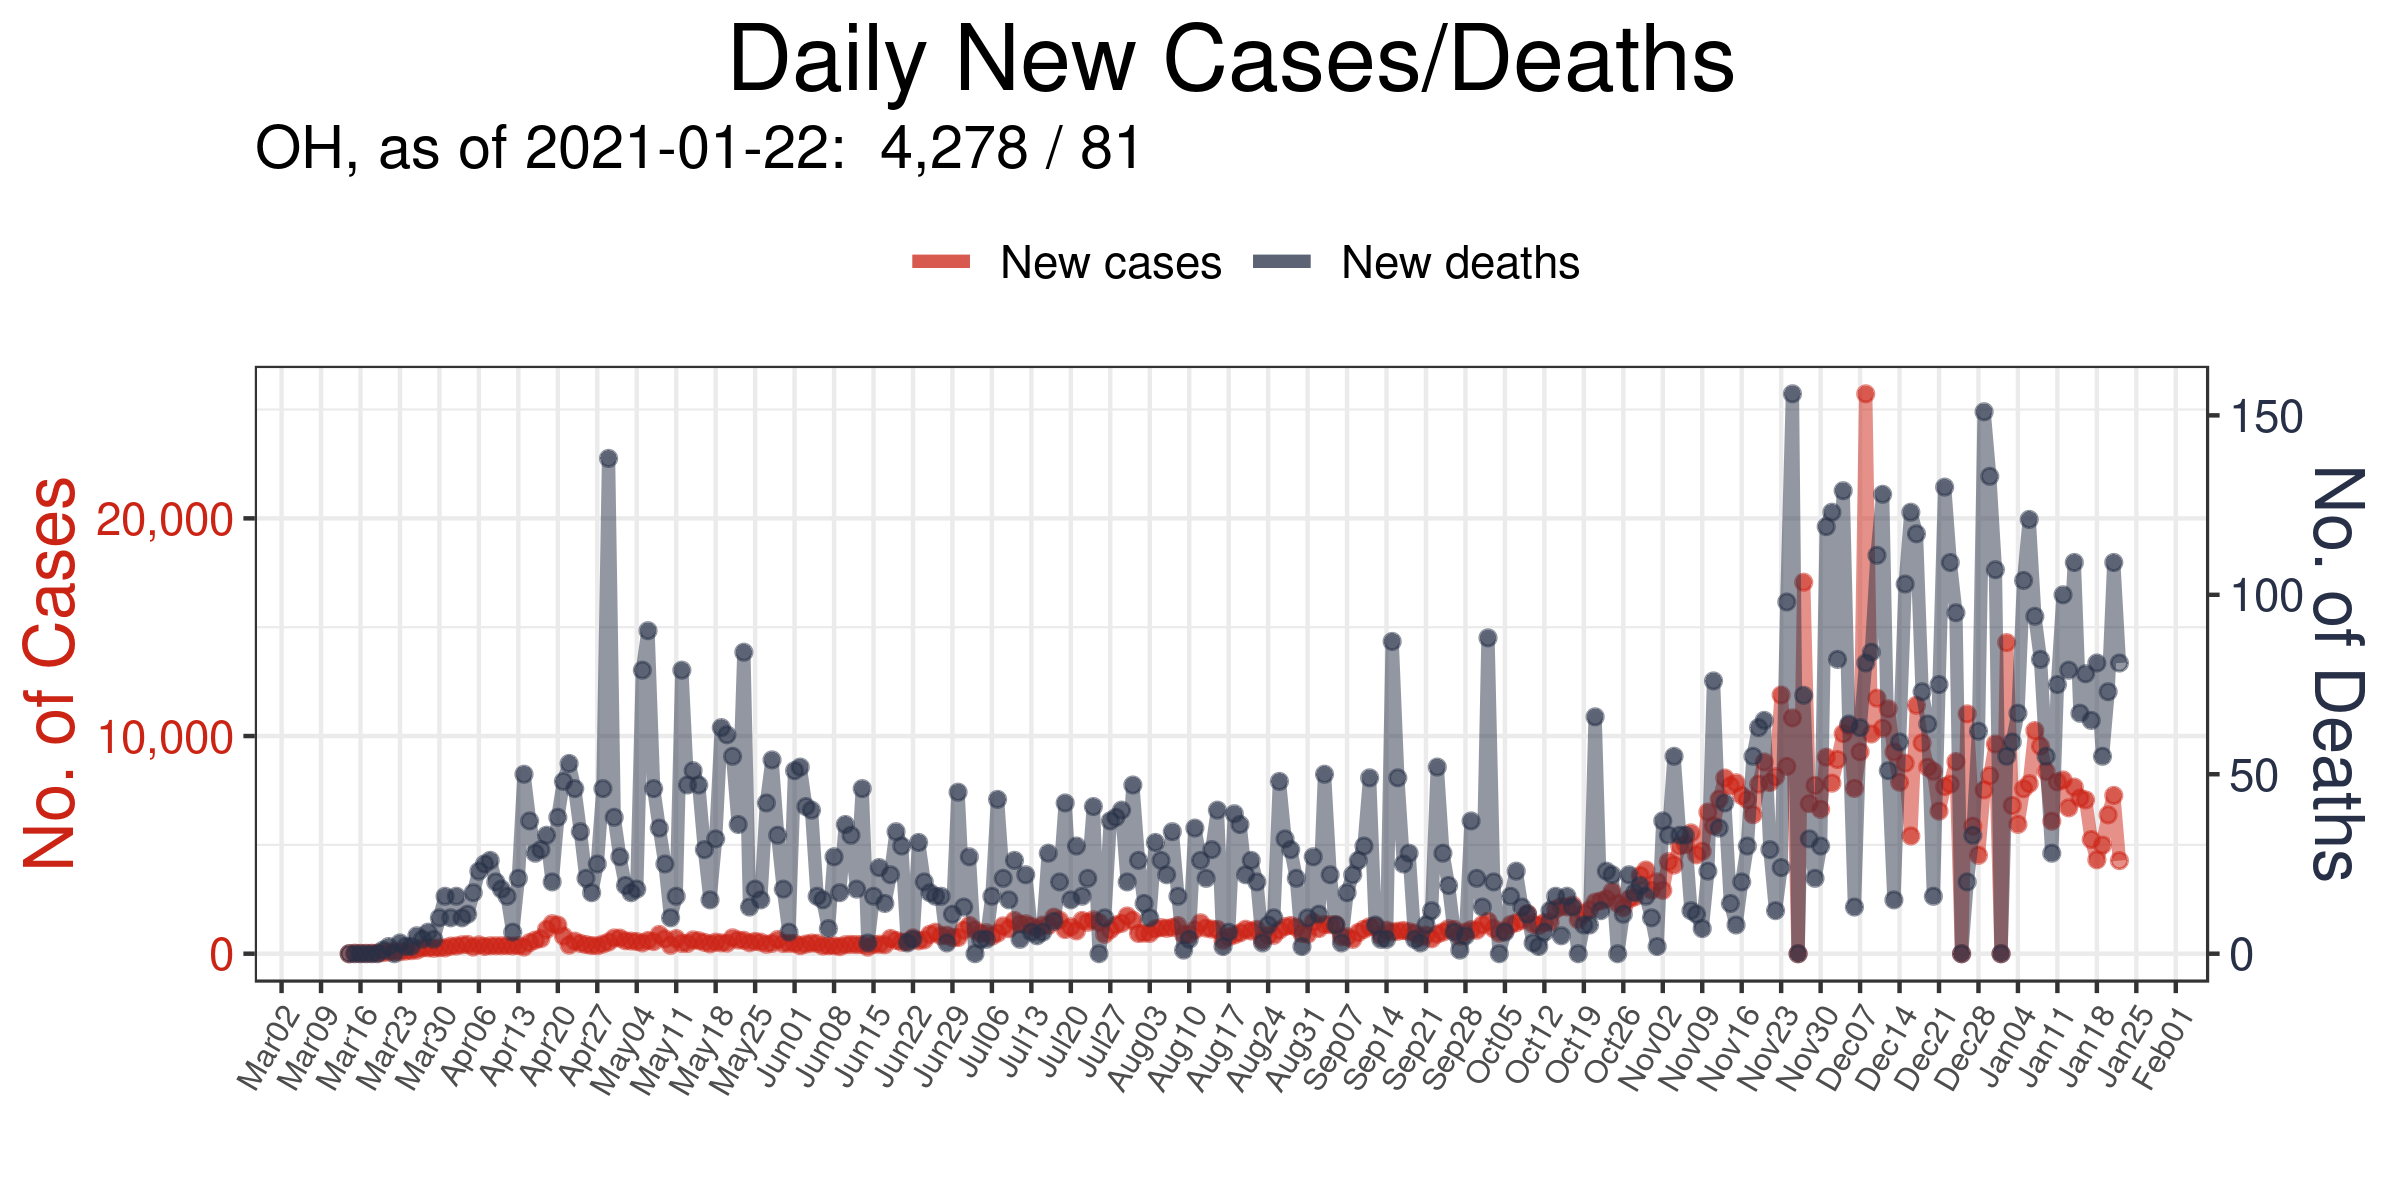 Daily New Cases/Deaths
OH, as of 2021-01-22: 4,278 / 81
New cases
New deaths
No. of Cases
20,000
10,000
0
150
100
50
0
No. of Deaths
Mar02
Mar09
Mar16
Mar23
Mar30
Apr06
Apr13
Apr20
Apr27
May04
May11
May18
May25
Jun01
Jun08
Jun15
Jun22
Jun29
Jul06
Jul13
Jul20
Jul27
Aug03
Aug10
Aug17
Aug24
Aug31
Sep07
Sep14
Sep21
Sep28
Oct05
Oct12
Oct19
Oct26
Nov02
Nov09
Nov16
Nov23
Nov30
Dec07
Dec14
Dec21
Dec28
Jan04
Jan11
Jan18
Jan25
Feb01